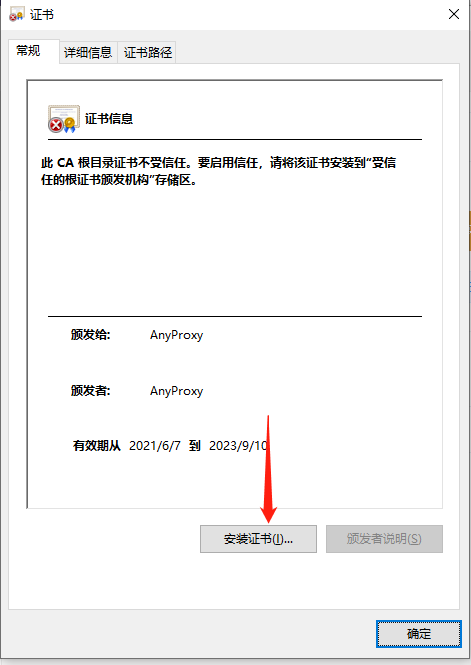 证书
常规
详细信息
证书路径
证书信息
此 CA 根目录证书不受信任。要启用信任，请将该证书安装到"受信
任的根证书颁发机构"存储区。
颁发给: AnyProxy
颁发者: AnyProxy
有效期从 2021/6/7 到 2023/9/10
安装证书(I)...
颁发者说明(S)
确定